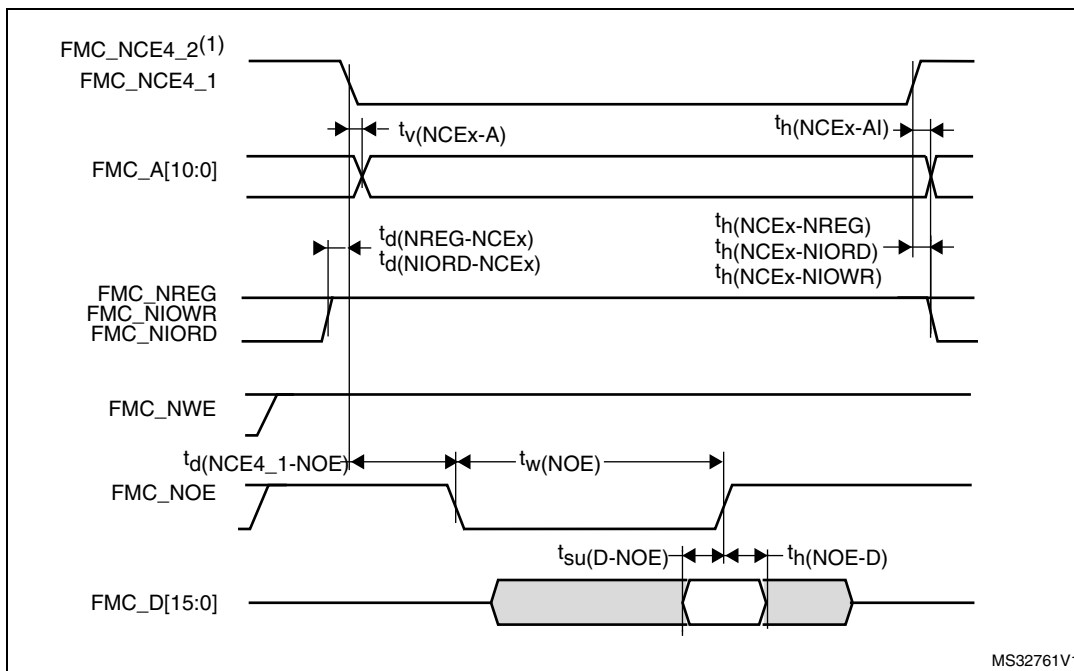 FMC_NCE4_2(1)
FMC_NCE4_1
tv(NCEx-A)
th(NCEx-AI)
FMC_A[10:0]
td(NREG-NCEx)
td(NIORD-NCEx)
th(NCEx-NREG)
th(NCEx-NIORD)
th(NCEx-NIOWR)
FMC_NREG
FMC_NIOWR
FMC_NIORD
FMC_NWE
td(NCE4_1-NOE)
tw(NOE)
FMC_NOE
tsu(D-NOE)
th(NOE-D)
FMC_D[15:0]
MS32761V1